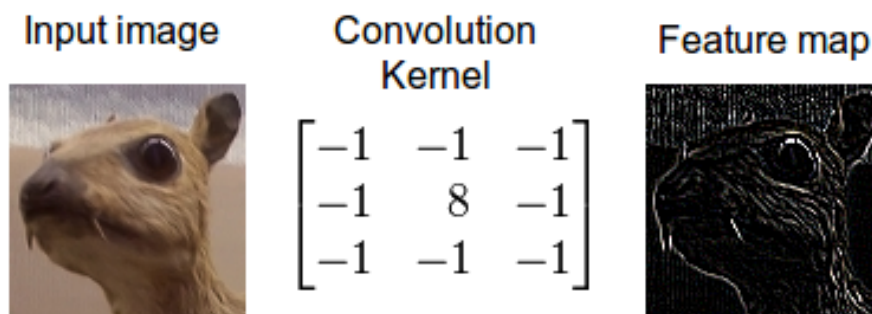 Input image
Convolution
Kernel
Feature map
-1 -1 -1
-1 8 -1
-1 -1 -1